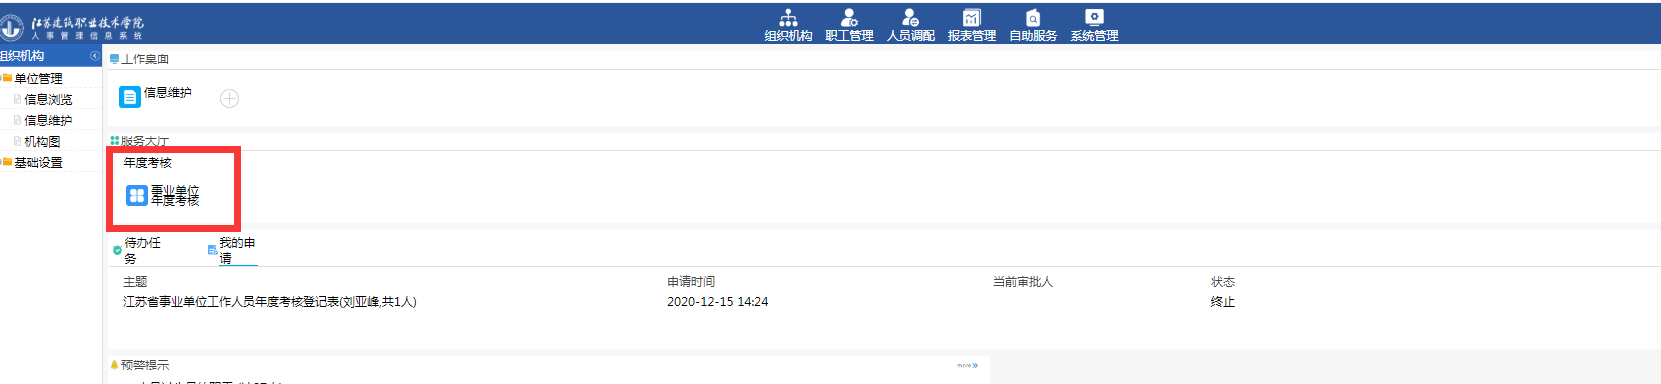 江苏建筑职业技术学院
人事管理信息系统
组织机构
职工管理
人员调配
报表管理
自助服务
系统管理
组织机构
单位管理
信息浏览
信息维护
机构图
基础设置
工作桌面
信息维护
服务大厅
年度考核
事业单位
年度考核
待办任
务
我的申
请
主题 申请时间 当前审批人 状态
江苏省事业单位工作人员年度考核登记表(刘亚峰,共1人) 2020-12-15 14:24 终止
预警提示
more